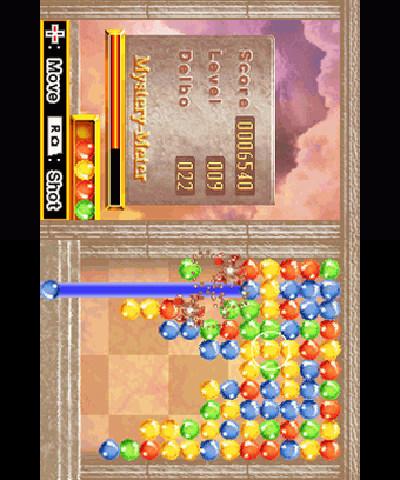 Score 0006540
Level 009
Delbo 022
Mystery-Meter
: Move R : Shot